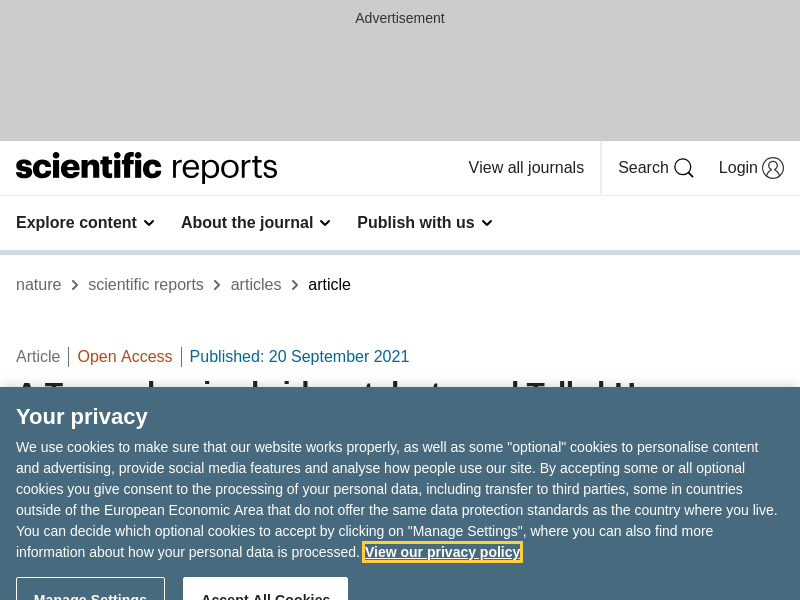 Advertisement
scientific reports
View all journals
Search
Login
Explore content
About the journal
Publish with us
nature
scientific reports
articles
article
Article
Open Access
Published: 20 September 2021
Your privacy
We use cookies to make sure that our website works properly, as well as some "optional" cookies to personalise content
and advertising, provide social media features and analyse how people use our site. By accepting some or all optional
cookies you give consent to the processing of your personal data, including transfer to third parties, some in countries
outside of the European Economic Area that do not offer the same data protection standards as the country where you live.
You can decide which optional cookies to accept by clicking on "Manage Settings", where you can also find more
information about how your personal data is processed. View our privacy policy
Manage Settings
Accept All Cookies